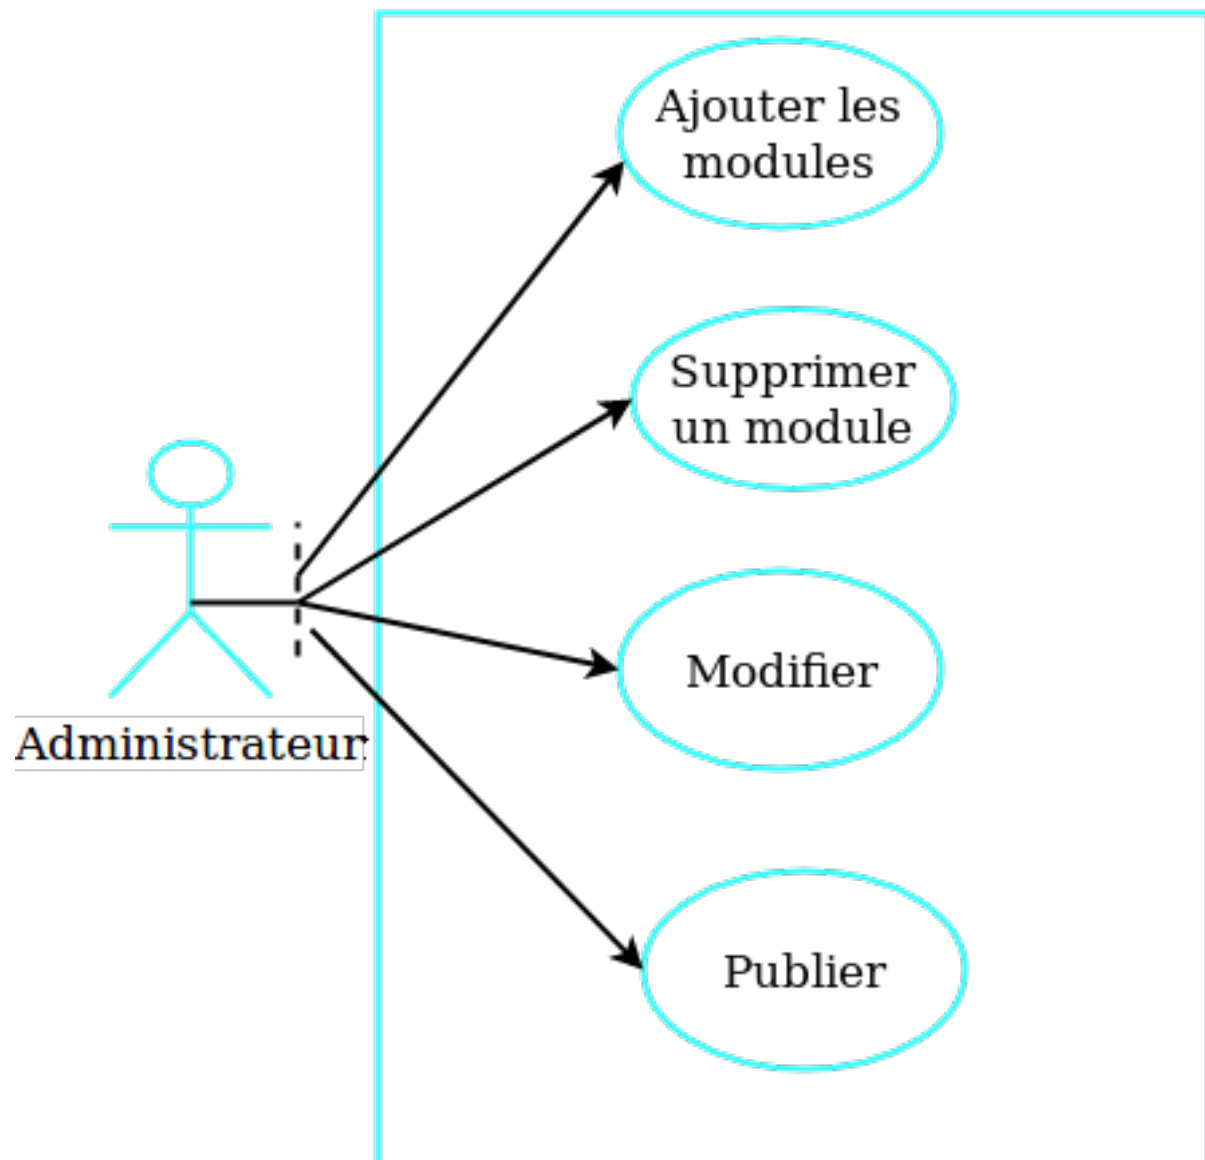 Ajouter les
modules
Supprimer
un module
Modifier
Administrateur
Publier